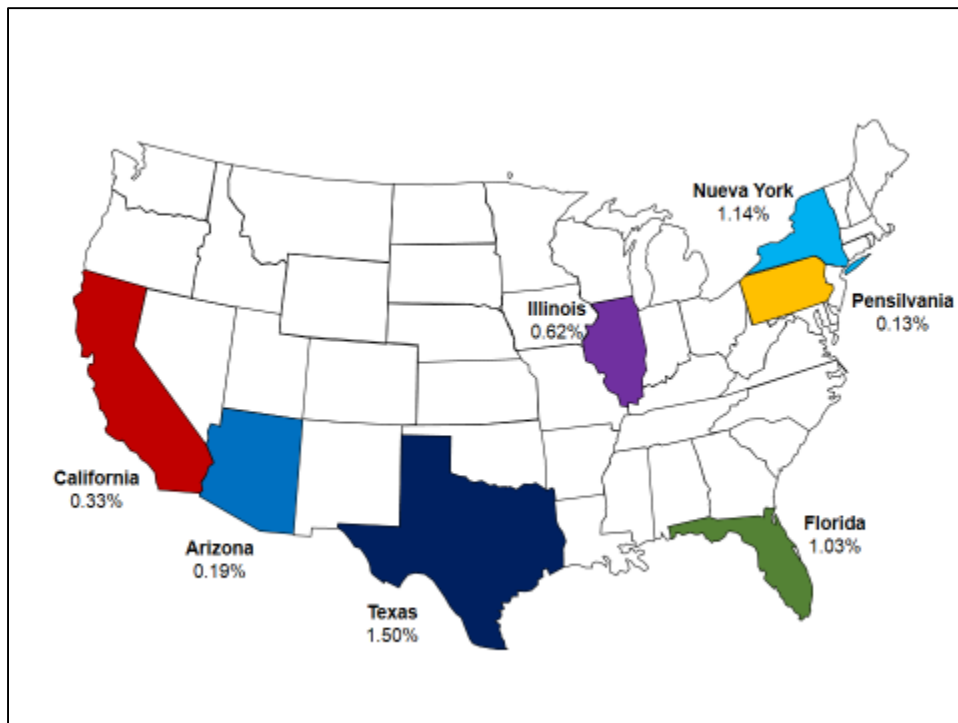 Nueva York
1.14%
Pensilvania
0.13%
Illinois
0.62%
California
0.33%
Florida
1.03%
Arizona
0.19%
Texas
1.50%